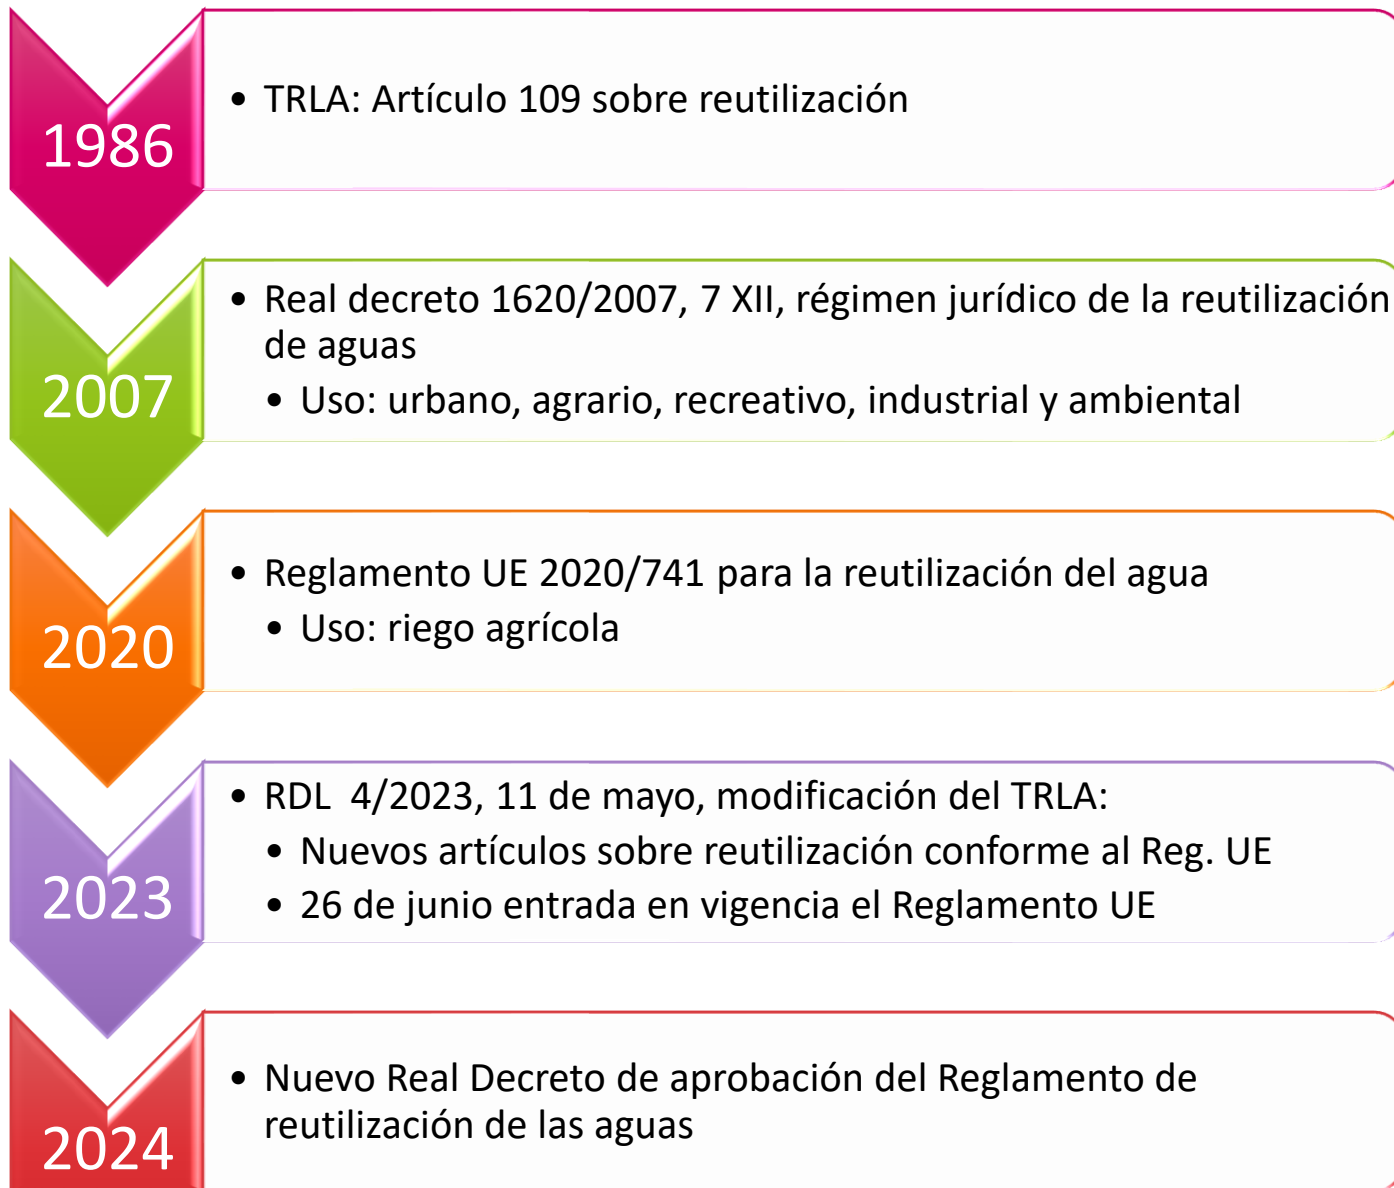 1986
• TRLA: Artículo 109 sobre reutilización
2007
• Real decreto 1620/2007, 7 XII, régimen jurídico de la reutilización
de aguas
• Uso: urbano, agrario, recreativo, industrial y ambiental
2020
• Reglamento UE 2020/741 para la reutilización del agua
• Uso: riego agrícola
2023
• RDL  4/2023, 11 de mayo, modificación del TRLA:
• Nuevos artículos sobre reutilización conforme al Reg. UE
• 26 de junio entrada en vigencia el Reglamento UE
2024
• Nuevo Real Decreto de aprobación del Reglamento de
reutilización de las aguas